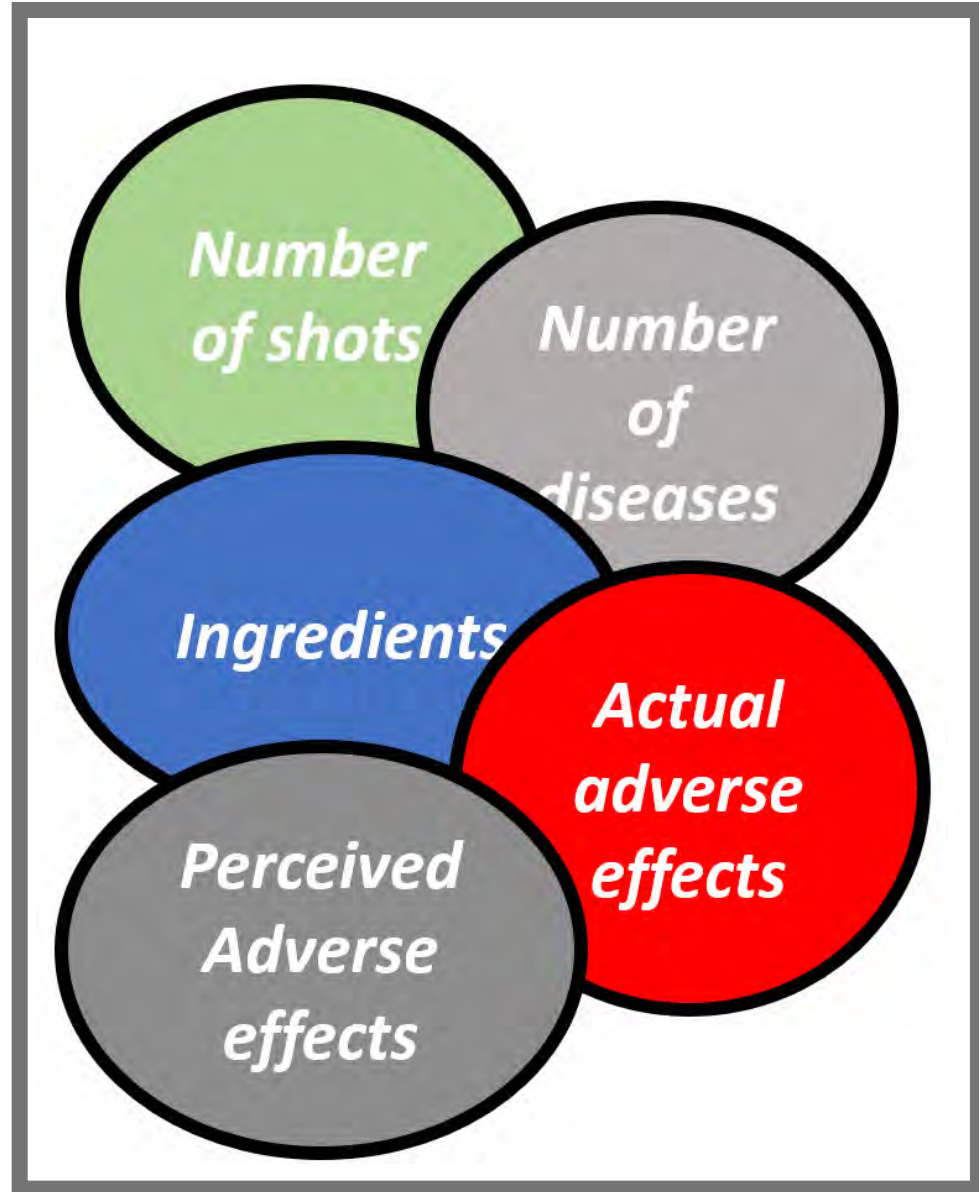 Number
of shots
Number
of
diseases
Ingredients
Actual
adverse
effects
Perceived
Adverse
effects